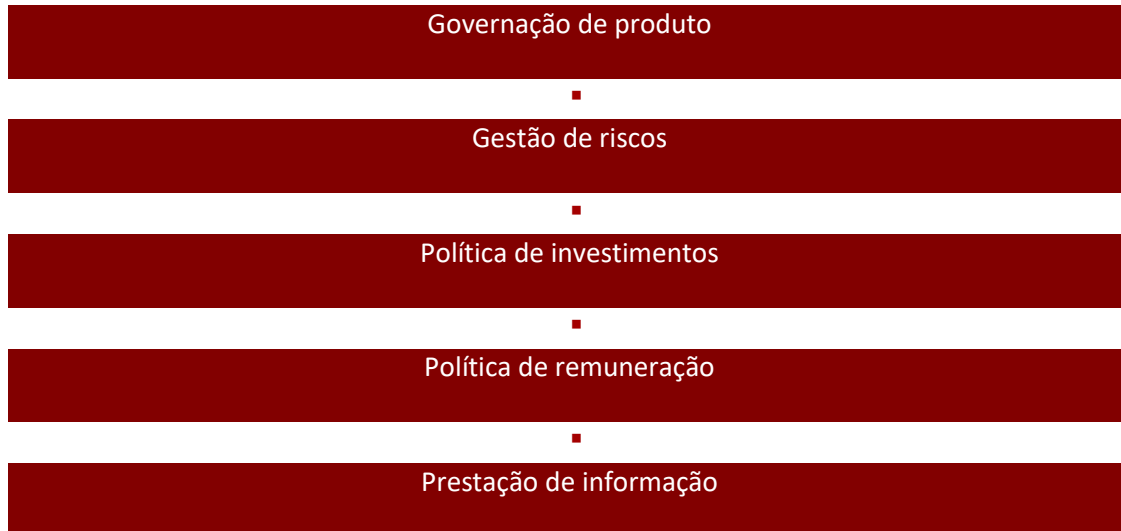 Governação de produto
▪
Gestão de riscos
▪
Política de investimentos
▪
Política de remuneração
▪
Prestação de informação